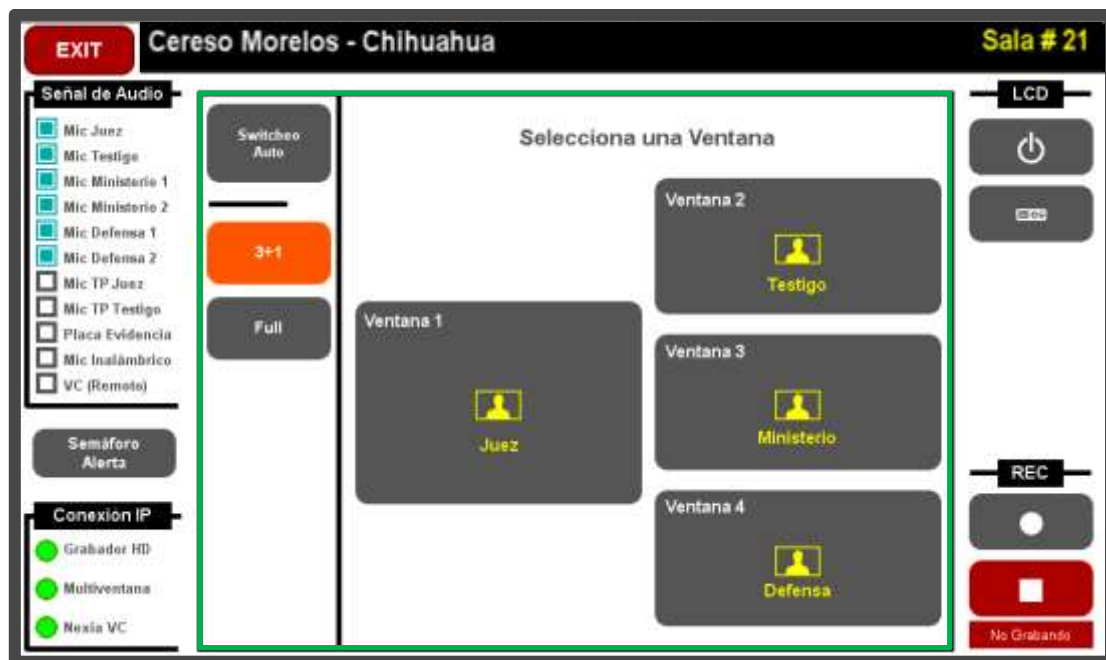 EXIT
Cereso Morelos - Chihuahua
Sala # 21
Señal de Audio
Mic Juez
Mic Testigo
Mic Ministerio 1
Mic Ministerio 2
Mic Defensa 1
Mic Defensa 2
Mic TP Juez
Mic TP Testigo
Placa Evidencia
Mic Inalámbrico
VC (Remoto)
Semáforo
Alerta
Conexión IP
Grabador HD
Multiventana
Nexia VC
Switcheo
Auto
3+1
Full
Selecciona una Ventana
Ventana 1
Juez
Ventana 2
Testigo
Ventana 3
Ministerio
Ventana 4
Defensa
LCD
REC
No Grabando